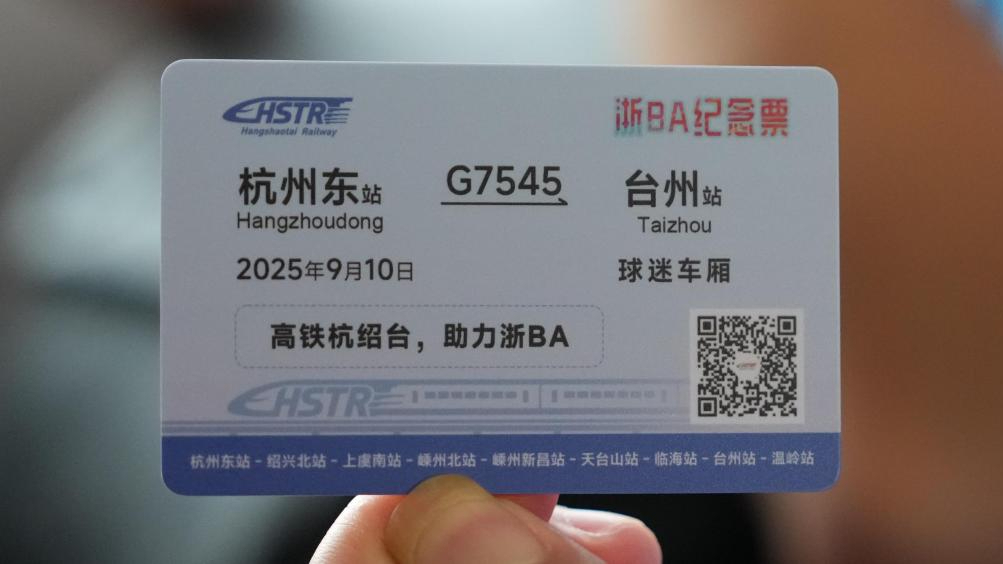 HSTR
Hangshaotai Railway
浙BA纪念票
杭州东站
G7545
台州站
Hangzhoudong
Taizhou
2025年9月10日
球迷车厢
高铁杭绍台，助力浙BA
HSTR
杭州东站－绍兴北站－上虞南站－嵊州北站－嵊州新昌站－天台山站－临海站－台州站－温岭站